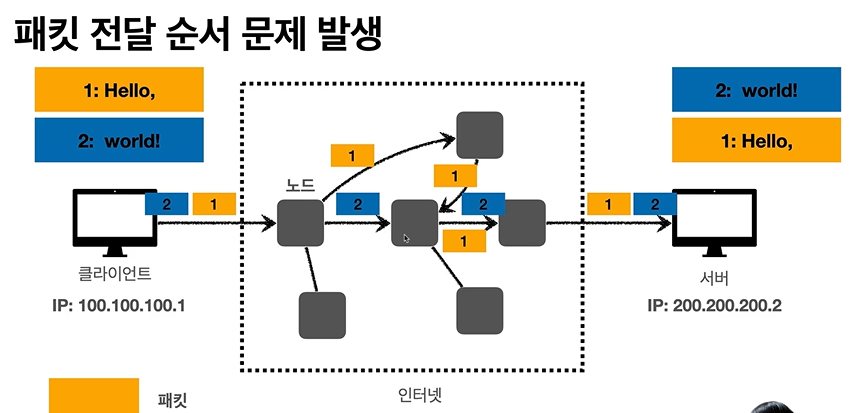 패킷 전달 순서 문제 발생
1: Hello,
2: world!
2: world!
1: Hello,
1
1
노드
2
1
2
2
1
1
2
클라이언트
IP: 100.100.100.1
서버
IP: 200.200.200.2
인터넷
패킷